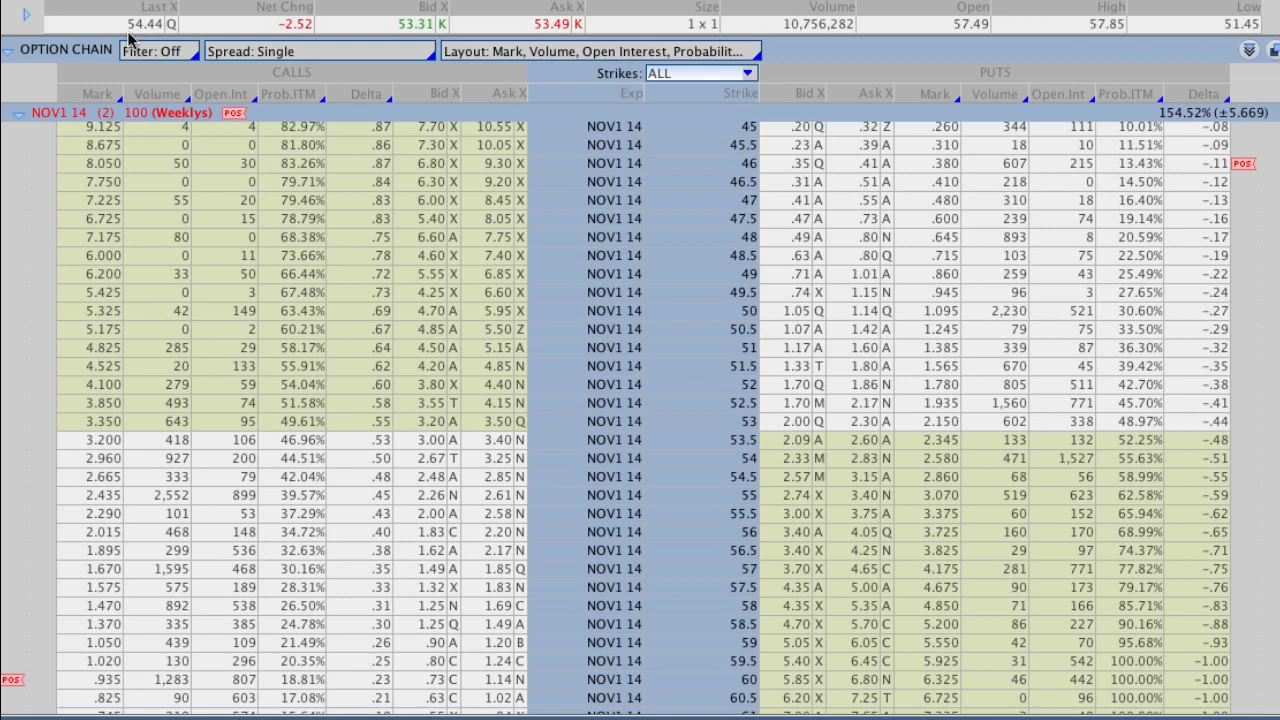 Last X Net Chng Bid X Ask X Size Volume Open High Low
54.44 Q -2.52 53.31 K 53.49 K 1 x 1 10,756,282 57.49 57.85 51.45
OPTION CHAIN Filter: Off Spread: Single Layout: Mark, Volume, Open Interest, Probabilit...
CALLS Strikes: ALL PUTS
Mark Volume Open.Int Prob.ITM Delta Bid X Ask X Exp Strike Bid X Ask X Mark Volume Open.Int Prob.ITM Delta
NOV1 14 (2) 100 (Weeklys) POS 154.52% (±5.669)
9.125 4 4 82.97% .87 7.70 X 10.55 X NOV1 14 45 .20 Q .32 Z .260 344 111 10.01% -.08
8.675 0 0 81.80% .86 7.30 X 10.05 X NOV1 14 45.5 .23 A .39 A .310 18 10 11.51% -.09
8.050 50 30 83.26% .87 6.80 X 9.30 X NOV1 14 46 .35 Q .41 A .380 607 215 13.43% -.11 POS
7.750 0 0 79.71% .84 6.30 X 9.20 X NOV1 14 46.5 .31 A .51 A .410 218 0 14.50% -.12
7.225 55 20 79.46% .83 6.00 X 8.45 X NOV1 14 47 .41 A .55 A .480 310 18 16.40% -.13
6.725 0 15 78.79% .83 5.40 X 8.05 X NOV1 14 47.5 .47 A .73 A .600 239 74 19.14% -.16
7.175 80 0 68.38% .75 6.60 A 7.75 X NOV1 14 48 .49 A .80 N .645 893 8 20.59% -.17
6.000 0 11 73.66% .78 4.60 X 7.40 X NOV1 14 48.5 .63 A .80 Q .715 103 75 22.50% -.19
6.200 33 50 66.44% .72 5.55 X 6.85 X NOV1 14 49 .71 A 1.01 A .860 259 43 25.49% -.22
5.425 0 3 67.48% .73 4.25 X 6.60 X NOV1 14 49.5 .74 X 1.15 N .945 96 3 27.65% -.24
5.325 42 149 63.43% .69 4.70 A 5.95 X NOV1 14 50 1.05 Q 1.14 Q 1.095 2,230 521 30.60% -.27
5.175 0 2 60.21% .67 4.85 A 5.50 Z NOV1 14 50.5 1.07 A 1.42 A 1.245 79 75 33.50% -.29
4.825 285 29 58.17% .64 4.50 A 5.15 A NOV1 14 51 1.17 A 1.60 A 1.385 339 87 36.30% -.32
4.525 20 133 55.91% .62 4.20 A 4.85 N NOV1 14 51.5 1.33 T 1.80 A 1.565 670 45 39.42% -.35
4.100 279 59 54.04% .60 3.80 X 4.40 N NOV1 14 52 1.70 Q 1.86 N 1.780 805 511 42.70% -.38
3.850 493 74 51.58% .58 3.55 T 4.15 N NOV1 14 52.5 1.70 M 2.17 N 1.935 1,560 771 45.70% -.41
3.350 643 95 49.61% .55 3.20 A 3.50 Q NOV1 14 53 2.00 Q 2.30 A 2.150 602 338 48.97% -.44
3.200 418 106 46.96% .53 3.00 A 3.40 N NOV1 14 53.5 2.09 A 2.60 A 2.345 133 132 52.25% -.48
2.960 927 200 44.51% .50 2.67 T 3.25 N NOV1 14 54 2.33 M 2.83 N 2.580 471 1,527 55.63% -.51
2.665 333 79 42.04% .48 2.48 A 2.85 N NOV1 14 54.5 2.57 M 3.15 A 2.860 68 56 58.99% -.55
2.435 2,552 899 39.57% .45 2.26 N 2.61 N NOV1 14 55 2.74 X 3.40 N 3.070 519 623 62.58% -.59
2.290 101 53 37.29% .43 2.00 A 2.58 N NOV1 14 55.5 3.00 X 3.75 A 3.375 60 152 65.94% -.62
2.015 468 148 34.72% .40 1.83 C 2.20 N NOV1 14 56 3.40 A 4.05 Q 3.725 160 170 68.99% -.65
1.895 299 536 32.63% .38 1.62 A 2.17 N NOV1 14 56.5 3.40 X 4.25 N 3.825 29 97 74.37% -.71
1.670 1,595 468 30.16% .35 1.49 A 1.85 Q NOV1 14 57 3.70 X 4.65 C 4.175 281 771 77.82% -.75
1.575 575 189 28.31% .33 1.32 X 1.83 N NOV1 14 57.5 4.35 A 5.00 A 4.675 90 173 79.17% -.76
1.470 892 538 26.50% .31 1.25 N 1.69 C NOV1 14 58 4.35 X 5.35 A 4.850 71 166 85.71% -.83
1.370 335 385 24.78% .30 1.25 Q 1.49 A NOV1 14 58.5 4.70 X 5.70 C 5.200 86 227 90.16% -.88
1.050 439 109 21.49% .26 .90 A 1.20 B NOV1 14 59 5.05 X 6.05 C 5.550 42 70 95.68% -.93
1.020 130 296 20.35% .25 .80 C 1.24 C NOV1 14 59.5 5.40 X 6.45 C 5.925 31 542 100.00% -1.00
POS .935 1,283 807 18.81% .23 .73 C 1.14 N NOV1 14 60 5.85 X 6.80 N 6.325 46 442 100.00% -1.00
.825 90 603 17.08% .21 .63 C 1.02 A NOV1 14 60.5 6.20 X 7.25 T 6.725 0 96 100.00% -1.00